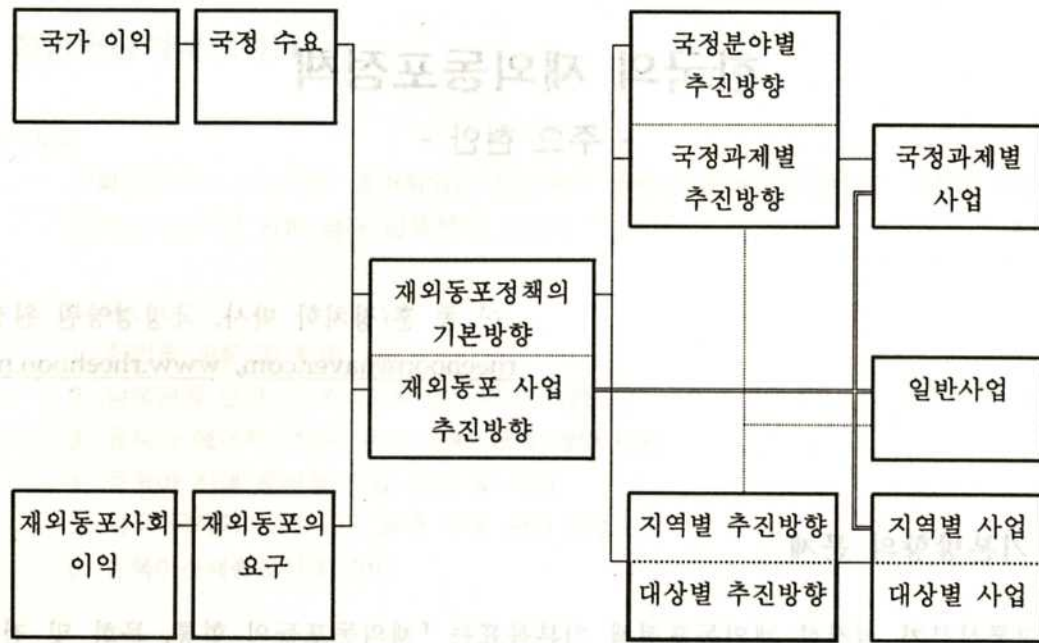 국가 이익
국정 수요
국정분야별
추진방향
국정과제별
추진방향
국정과제별
사업
재외동포정책의
기본방향
재외동포 사업
추진방향
일반사업
재외동포사회
이익
재외동포의
요구
지역별 추진방향
대상별 추진방향
지역별 사업
대상별 사업